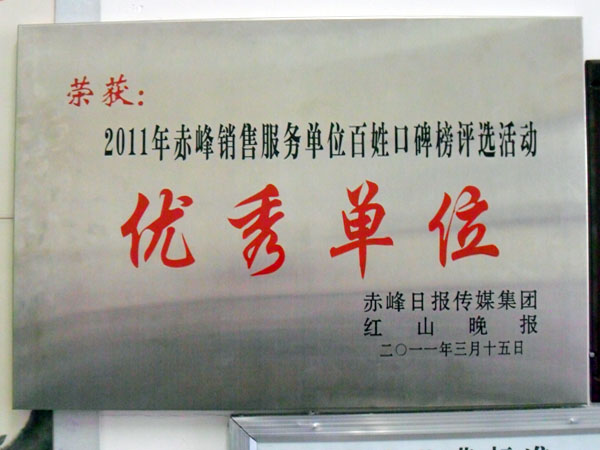 荣获：
2011年赤峰销售服务单位百姓口碑榜评选活动
优秀单位
赤峰日报传媒集团
红山晚报
二〇一一年三月十五日